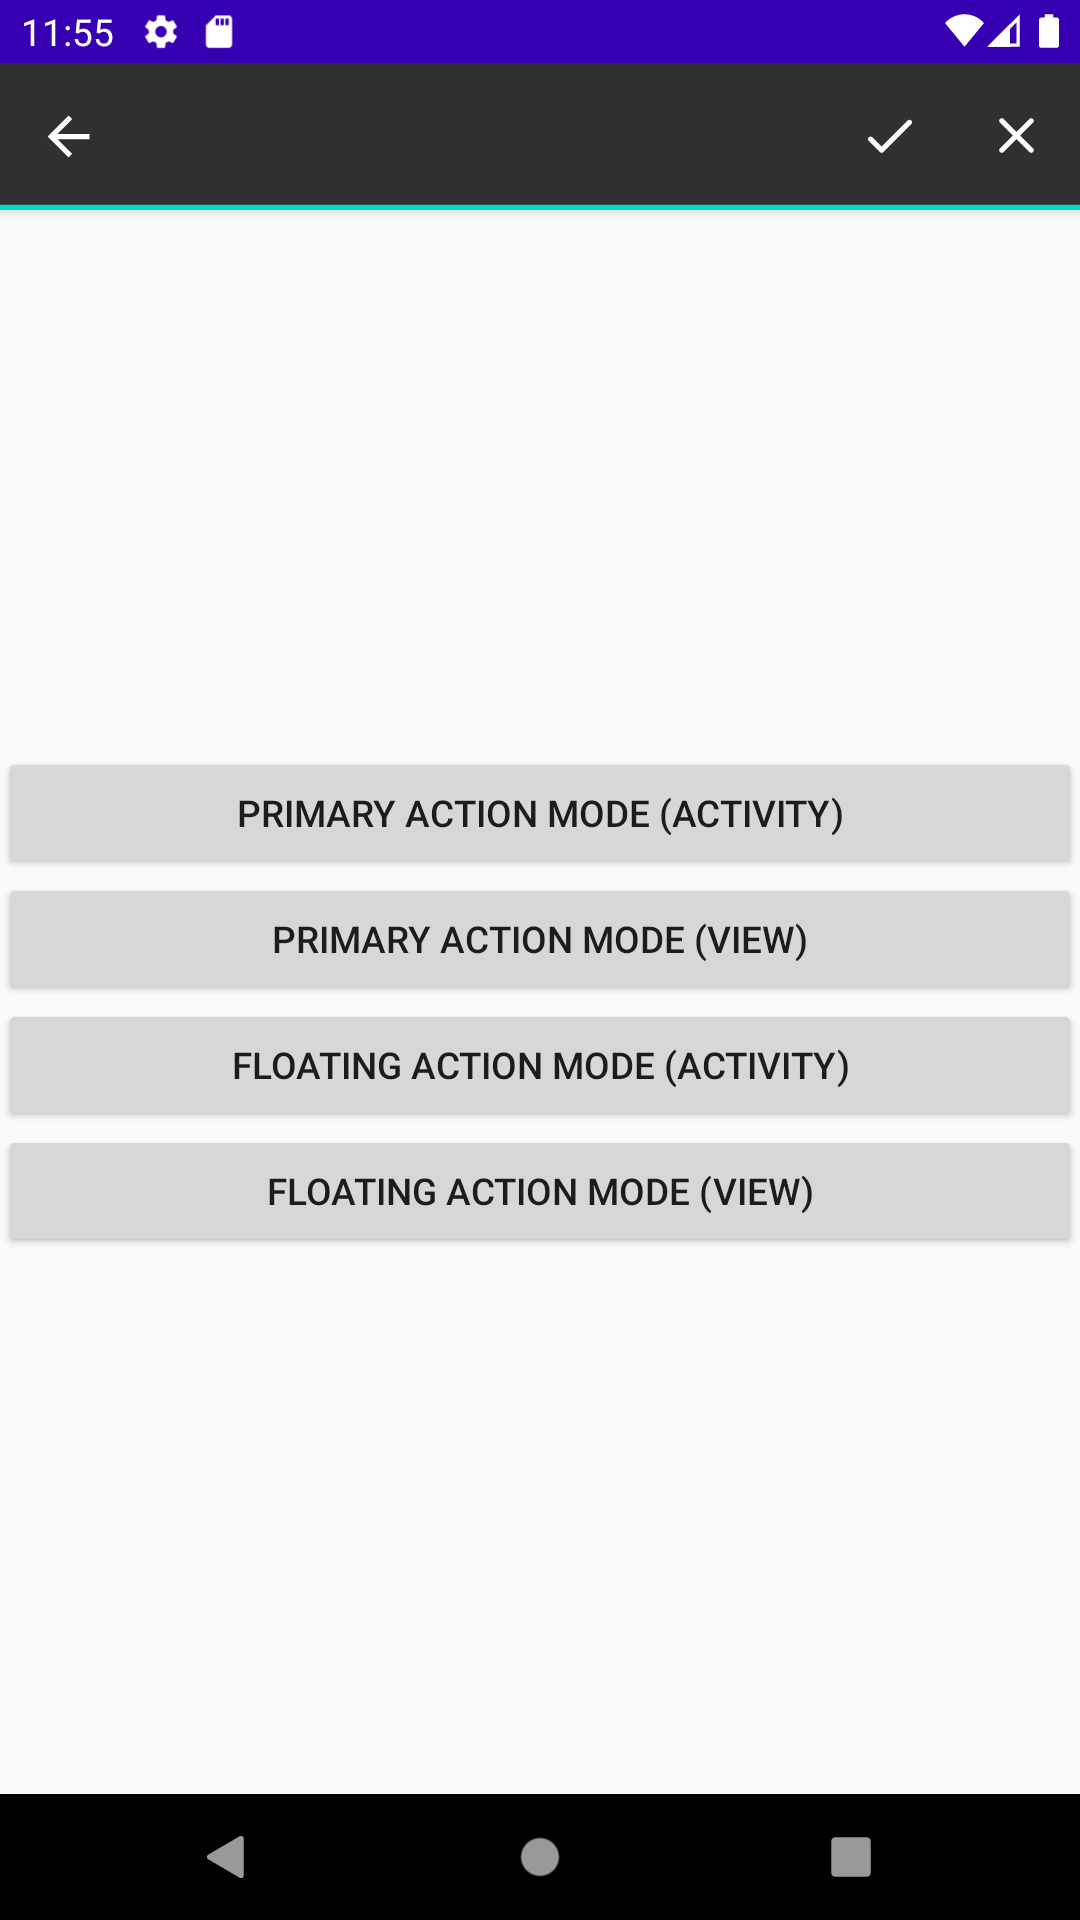 11:55
PRIMARY ACTION MODE (ACTIVITY)
PRIMARY ACTION MODE (VIEW)
FLOATING ACTION MODE (ACTIVITY)
FLOATING ACTION MODE (VIEW)